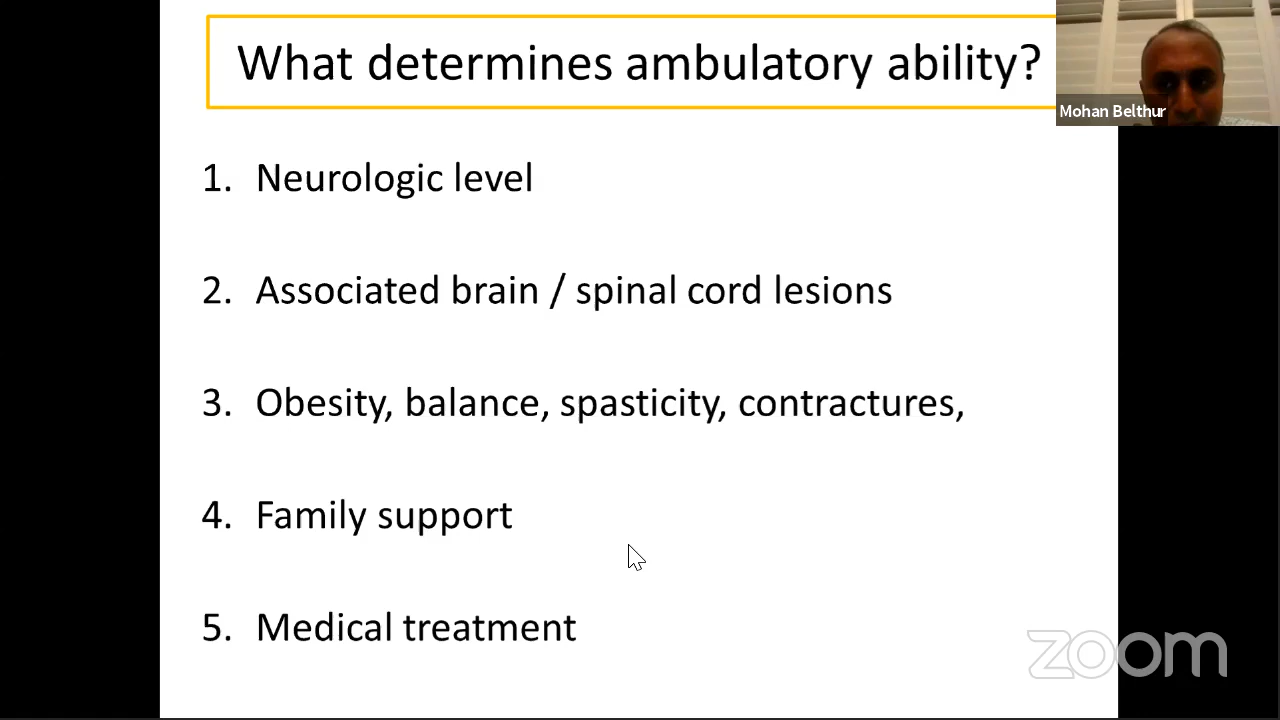 What determines ambulatory ability?
Mohan Belthur
1. Neurologic level
2. Associated brain / spinal cord lesions
3. Obesity, balance, spasticity, contractures,
4. Family support
5. Medical treatment
zoom